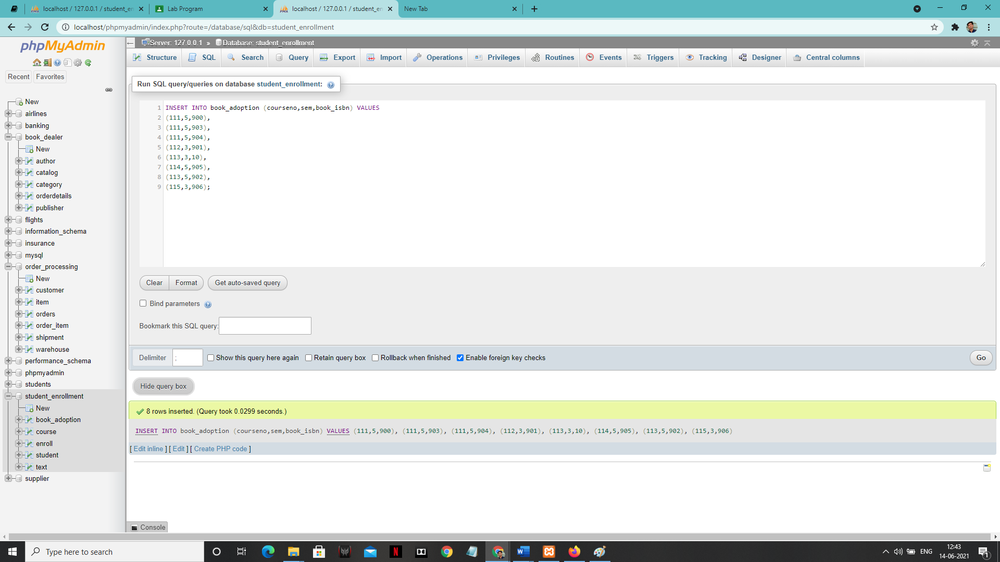 localhost / 127.0.0.1 / student_en
Lab Program
localhost / 127.0.0.1 / student_en
New Tab
localhost/phpmyadmin/index.php?route=/database/sql&db=student_enrollment
phpMyAdmin
Server: 127.0.0.1 » Database: student_enrollment
Structure SQL Search Query Export Import Operations Privileges Routines Events Triggers Tracking Designer Central columns
Recent Favorites
New
airlines
banking
book_dealer
New
author
catalog
category
orderdetails
publisher
flights
information_schema
insurance
mysql
order_processing
New
customer
item
orders
order_item
shipment
warehouse
performance_schema
phpmyadmin
students
student_enrollment
New
book_adoption
course
enroll
student
text
supplier
Run SQL query/queries on database student_enrollment:
1 INSERT INTO book_adoption (courseno,sem,book_isbn) VALUES
2 (111,5,900),
3 (111,5,903),
4 (111,5,904),
5 (112,3,901),
6 (113,3,10),
7 (114,5,905),
8 (113,5,902),
9 (115,3,906);
Clear Format Get auto-saved query
Bind parameters
Bookmark this SQL query:
Delimiter ; Show this query here again Retain query box Rollback when finished Enable foreign key checks Go
Hide query box
8 rows inserted. (Query took 0.0299 seconds.)
INSERT INTO book_adoption (courseno,sem,book_isbn) VALUES (111,5,900), (111,5,903), (111,5,904), (112,3,901), (113,3,10), (114,5,905), (113,5,902), (115,3,906)
[ Edit inline ] [ Edit ] [ Create PHP code ]
Console
Type here to search
ENG
12:43
14-06-2021
1